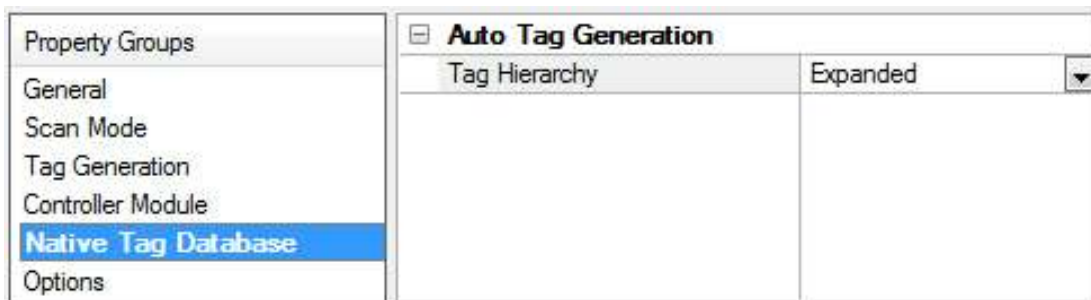 Property Groups
General
Scan Mode
Tag Generation
Controller Module
Native Tag Database
Options
Auto Tag Generation
Tag Hierarchy Expanded